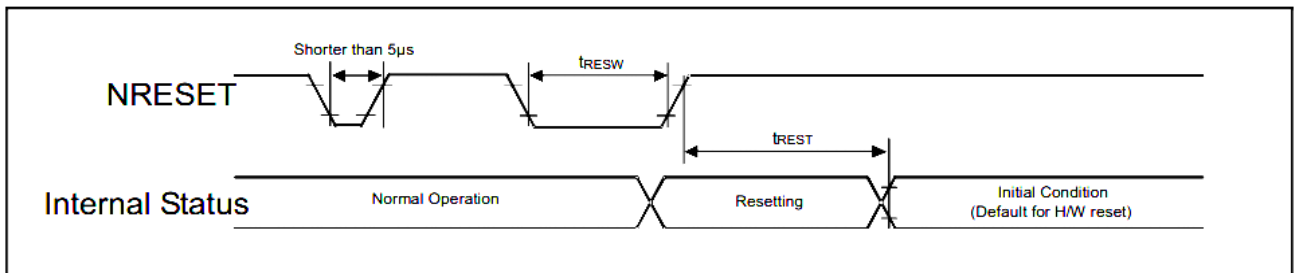 Shorter than 5µs
tRESW
NRESET
tREST
Internal Status
Normal Operation
Resetting
Initial Condition
(Default for H/W reset)